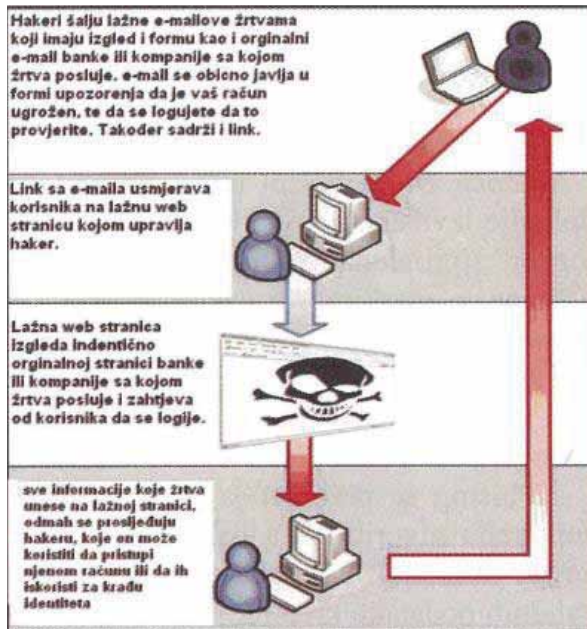 Hakeri šalju lažne e-mailove žrtvama
koji imaju izgled i formu kao i orginalni
e-mail banke ili kompanije sa kojom
žrtva posluje. e-mail se obicno javlja u
formi upozorenja da je vaš račun
ugrožen, te da se logujete da to
provjerite. Također sadrži i link.
Link sa e-maila usmjerava
korisnika na lažnu web
stranicu kojom upravlja
haker.
Lažna web stranica
izgleda indentično
orginalnoj stranici banke
ili kompanije sa kojom
žrtva posluje i zahtjeva
od korisnika da se logije.
sve informacije koje žrtva
unese na lažnoj stranici,
odmah se prosljeđuju
hakeru, koje on može
koristiti da pristupi
njenom računu ili da ih
iskoristi za krađu
identiteta